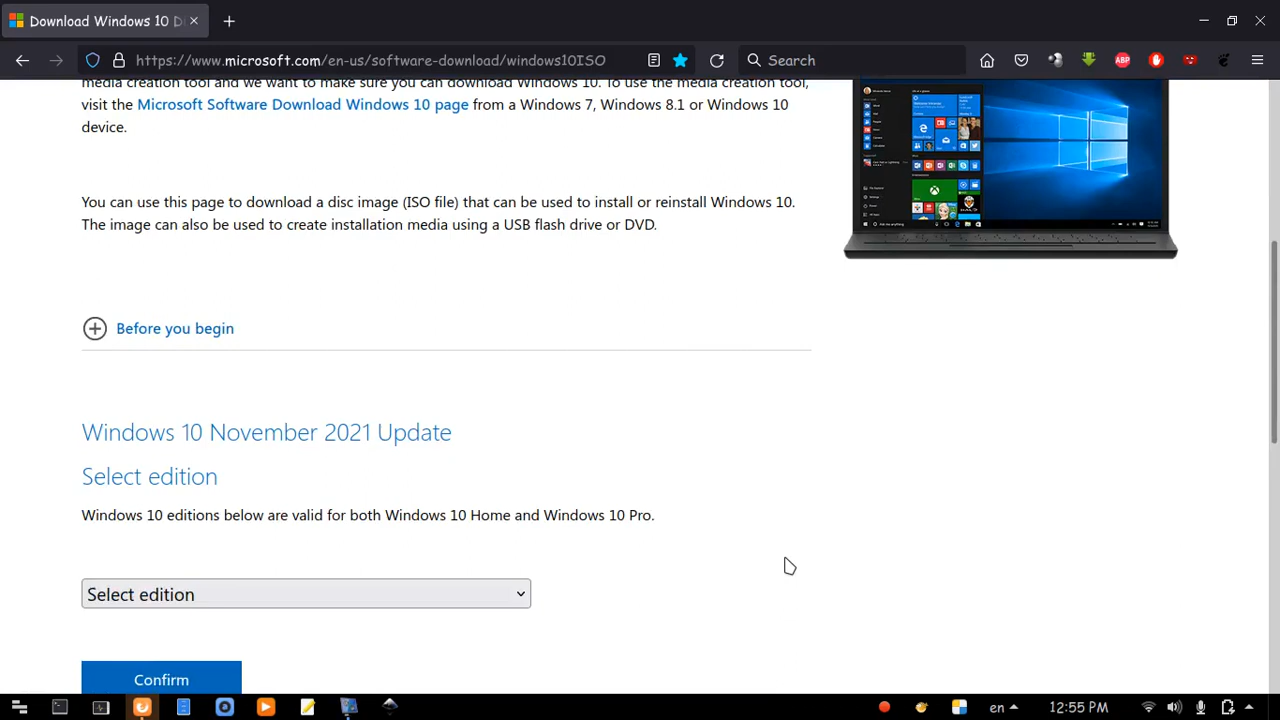 Download Windows 10 D
https://www.microsoft.com/en-us/software-download/windows10ISO
Search
ABP
media creation tool and we want to make sure you can download Windows 10. To use the media creation tool,
visit the Microsoft Software Download Windows 10 page from a Windows 7, Windows 8.1 or Windows 10
device.
You can use this page to download a disc image (ISO file) that can be used to install or reinstall Windows 10.
The image can also be used to create installation media using a USB flash drive or DVD.
Before you begin
Windows 10 November 2021 Update
Select edition
Windows 10 editions below are valid for both Windows 10 Home and Windows 10 Pro.
Select edition
Confirm
en
12:55 PM